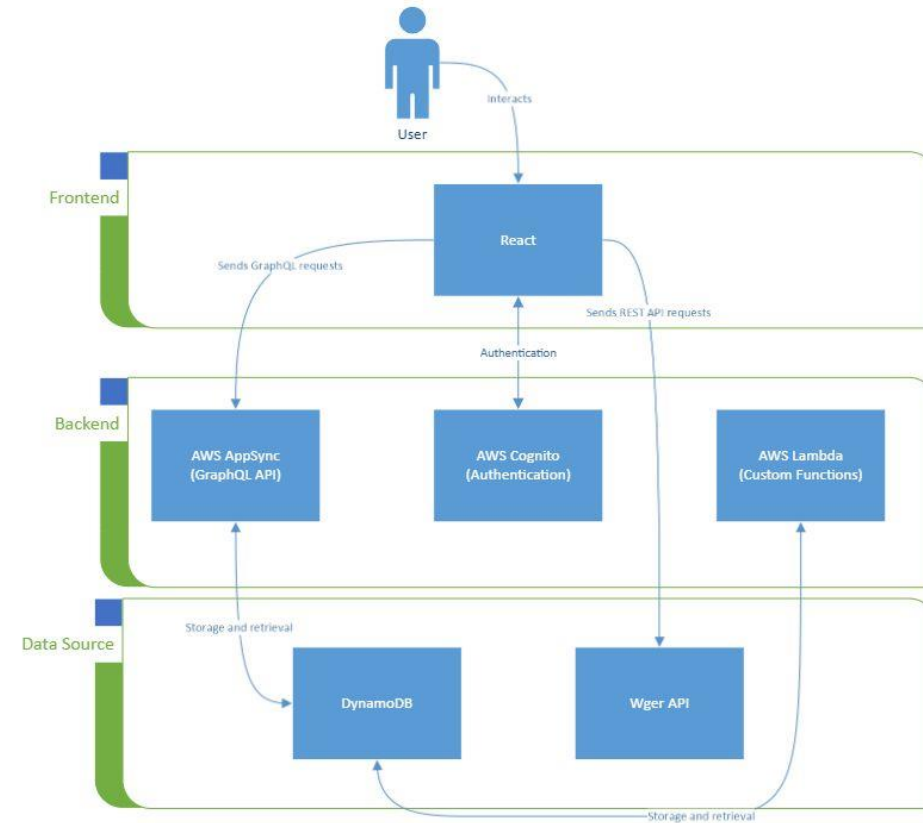 User
Interacts
Frontend
React
Sends GraphQL requests
Sends REST API requests
Authentication
Backend
AWS AppSync
(GraphQL API)
AWS Cognito
(Authentication)
AWS Lambda
(Custom Functions)
Storage and retrieval
Data Source
DynamoDB
Wger API
Storage and retrieval